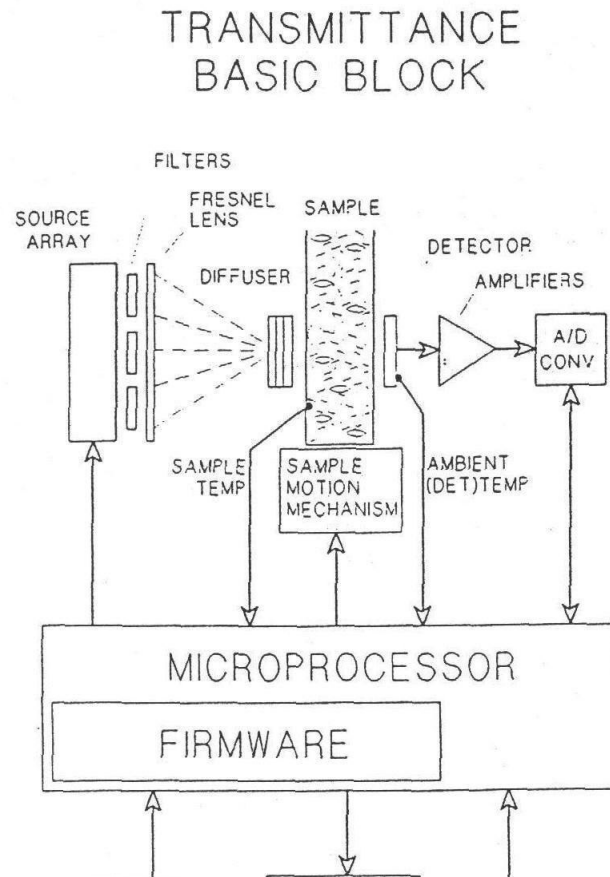 TRANSMITTANCE
BASIC BLOCK
FILTERS
FRESNEL
LENS
SAMPLE
SOURCE
ARRAY
DETECTOR
DIFFUSER
AMPLIFIERS
A/D
CONV
SAMPLE
TEMP
SAMPLE
MOTION
MECHANISM
AMBIENT
(DET)TEMP
MICROPROCESSOR
FIRMWARE